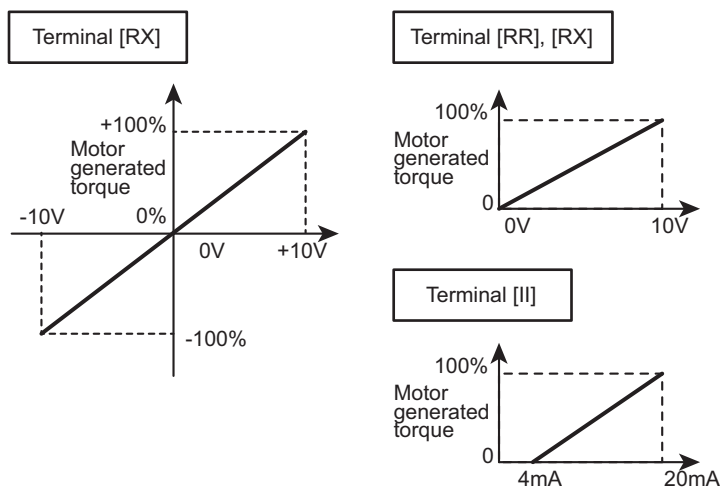 Terminal [RX]
+100%
Motor
generated
torque
-10V
0%
0V
+10V
-100%
Terminal [RR], [RX]
100%
Motor
generated
torque
0
0V
10V
Terminal [II]
100%
Motor
generated
torque
0
4mA
20mA